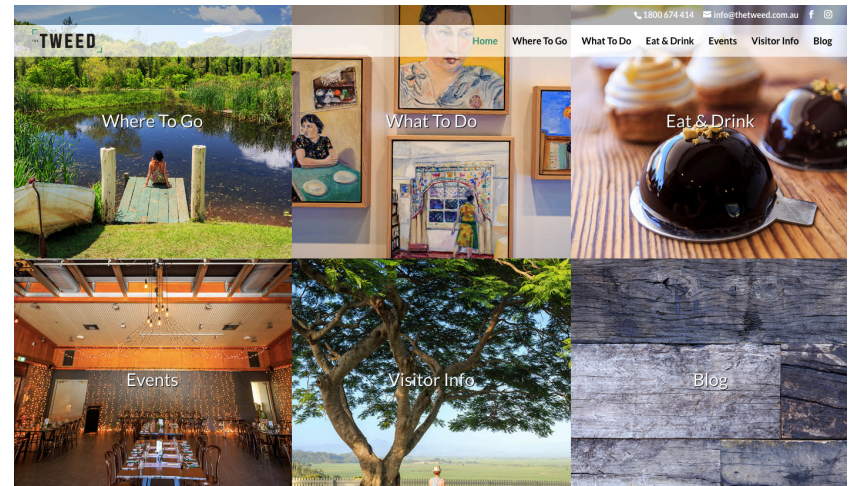 1800 674 414 info@thetweed.com.au
THE TWEED
Home Where To Go What To Do Eat & Drink Events Visitor Info Blog
Where To Go
What To Do
Eat & Drink
Events
Visitor Info
Blog